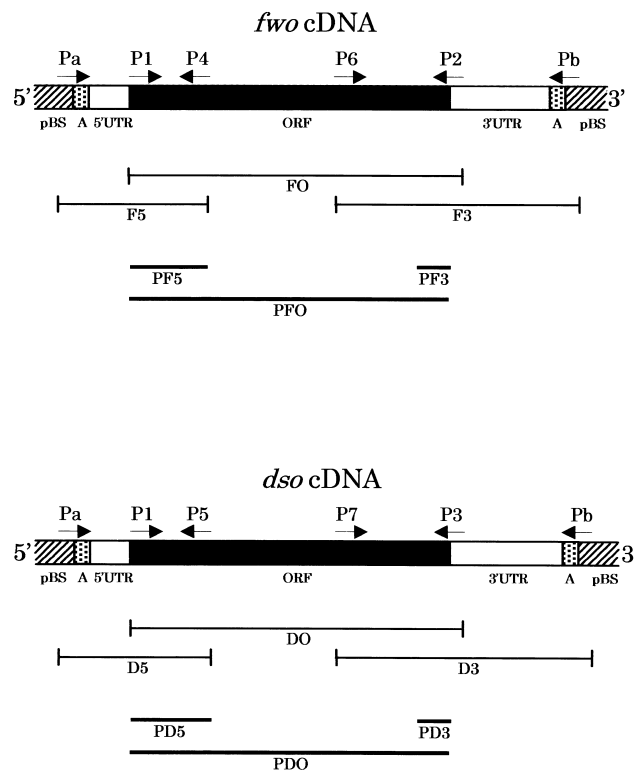 fwo cDNA
Pa P1 P4 P6 P2 Pb
5' 3'
pBS A 5'UTR ORF 3'UTR A pBS
FO
F5 F3
PF5 PF3
PFO
dso cDNA
Pa P1 P5 P7 P3 Pb
5' 3
pBS A 5'UTR ORF 3'UTR A pBS
DO
D5 D3
PD5 PD3
PDO